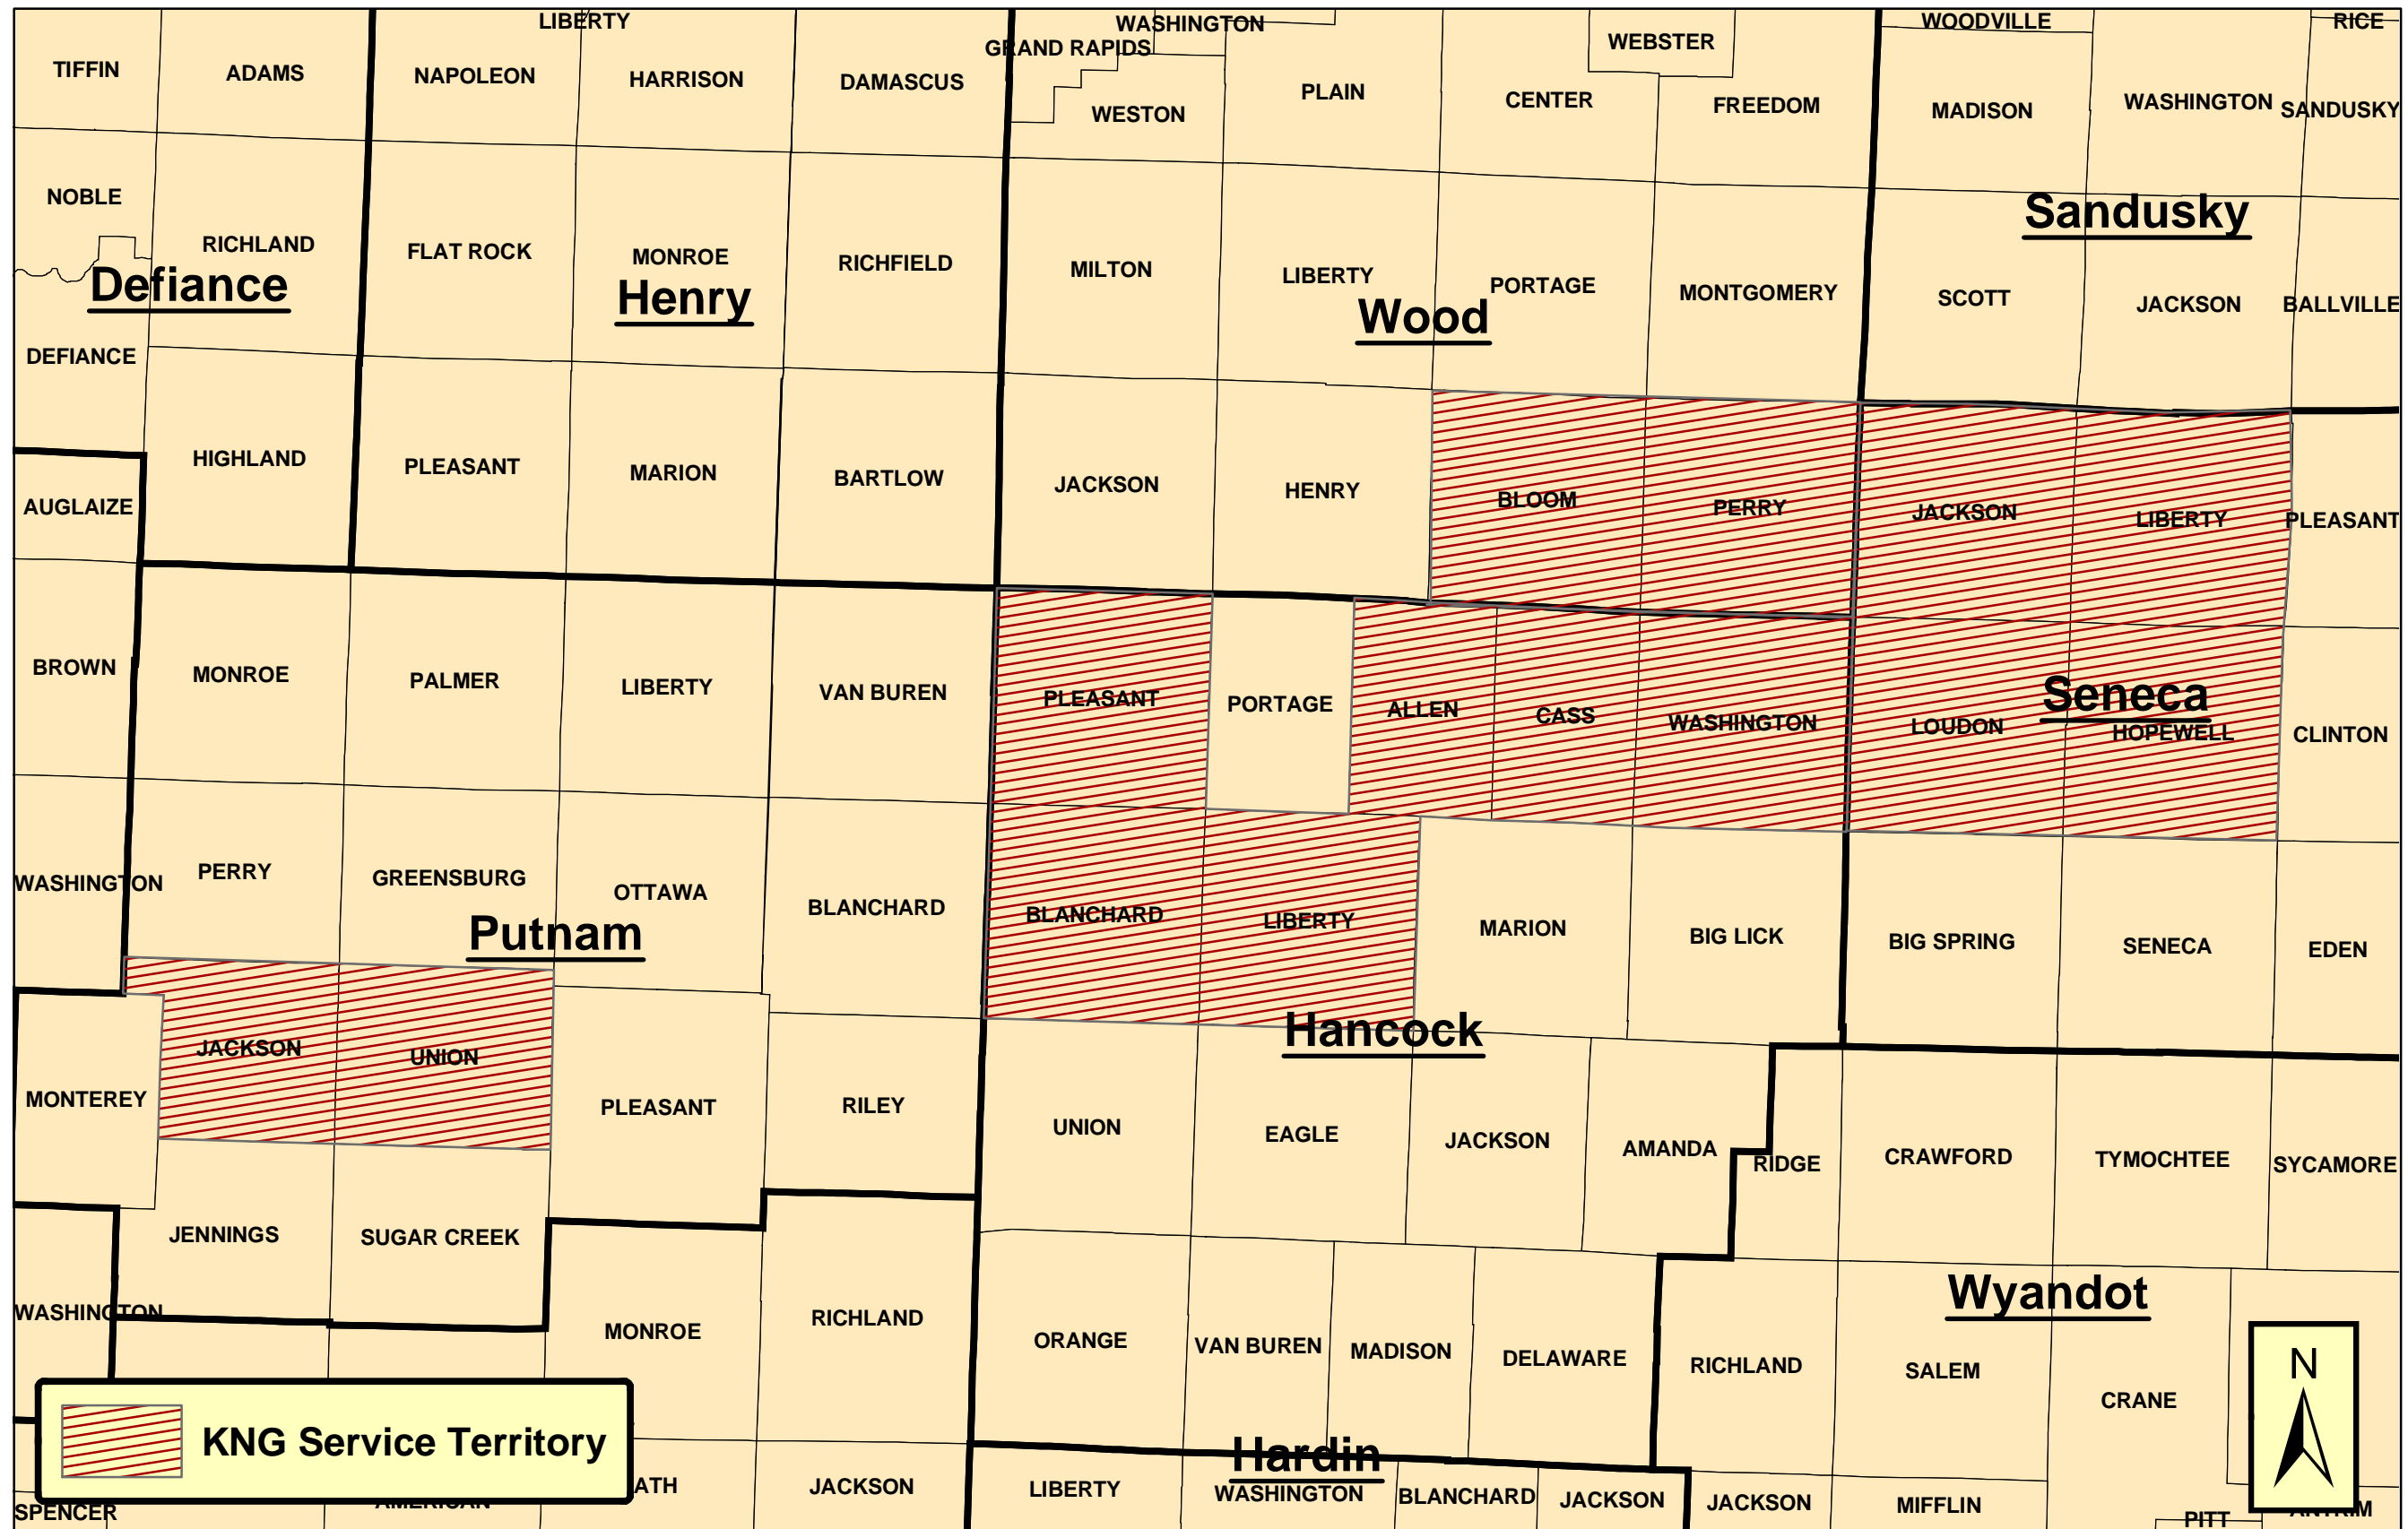 LIBERTY
WASHINGTON
WOODVILLE
RICE
GRAND RAPIDS
WEBSTER
TIFFIN
ADAMS
NAPOLEON
HARRISON
DAMASCUS
WESTON
PLAIN
CENTER
FREEDOM
MADISON
WASHINGTON
SANDUSKY
NOBLE
RICHLAND
FLAT ROCK
MONROE
RICHFIELD
MILTON
LIBERTY
PORTAGE
MONTGOMERY
SCOTT
JACKSON
BALLVILLE
Sandusky
Defiance
Henry
Wood
DEFIANCE
HIGHLAND
PLEASANT
MARION
BARTLOW
JACKSON
HENRY
BLOOM
PERRY
JACKSON
LIBERTY
PLEASANT
AUGLAIZE
BROWN
MONROE
PALMER
LIBERTY
VAN BUREN
PLEASANT
PORTAGE
ALLEN
CASS
WASHINGTON
LOUDON
Seneca
HOPEWELL
CLINTON
WASHINGTON
PERRY
GREENSBURG
OTTAWA
BLANCHARD
BLANCHARD
LIBERTY
MARION
BIG LICK
BIG SPRING
SENECA
EDEN
Putnam
Hancock
MONTEREY
JACKSON
UNION
PLEASANT
RILEY
UNION
EAGLE
JACKSON
AMANDA
RIDGE
CRAWFORD
TYMOCHTEE
SYCAMORE
JENNINGS
SUGAR CREEK
WASHINGTON
MONROE
RICHLAND
ORANGE
VAN BUREN
MADISON
DELAWARE
RICHLAND
SALEM
CRANE
Wyandot
N
KNG Service Territory
Hardin
SPENCER
AMERICAN
ATH
JACKSON
LIBERTY
WASHINGTON
BLANCHARD
JACKSON
JACKSON
MIFFLIN
PITT
ANTRIM